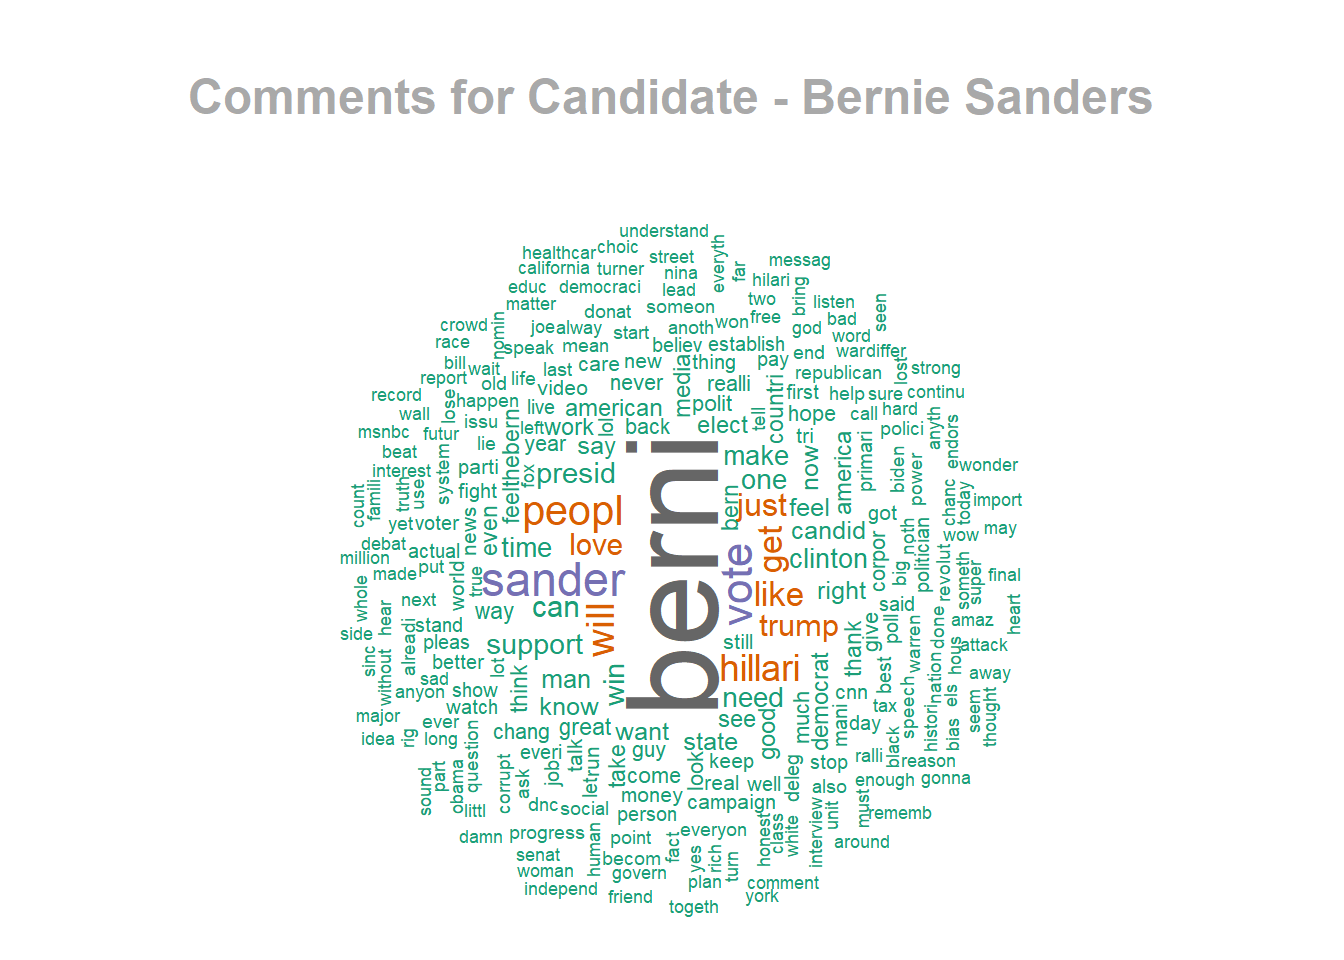 Comments for Candidate - Bernie Sanders
understand
healthcar choic street everyth far messag
california turner nina hilari
educ democraci lead two bring listen seen
matter donat someon free god bad
crowd nomin joe alway start anoth won word
race speak mean believ establish end war differ
bill wait last care new thing pay republican lost strong
report old life video never media realli countri first help sure continu
record happen live american polit tell hope call hard anyth
wall lose issu left work lol back elect polici endors
msnbc futur lie feelthebern year say tri primari
beat system parti fox presid make now america biden power wonder
interest truth use fight one chanc today import
count famili yet voter news even peopl berni bern just feel got noth wow may
debat actual time love vote get candid politician
million made put world true sander like clinton corpor big revolut someth super final
whole next way can right said heart
side hear stand will trump give poll done amaz
sinc alreadi pleas support still thank warren attack
without better lot hillari democrat best nation hous away
sad think man win cnn
anyon show need much mani tax speech els seem thought
major watch know see good day histori bias
idea rig ever long chang great want state black
question everi talk guy look keep stop ralli reason
sound part obama corrupt ask job letrun take come real well deleg also enough gonna
littl dnc social money campaign unit must rememb
damn progress person everyon honest class white interview around
senat human point fact yes rich turn
woman becom govern plan comment
independ friend york
togeth